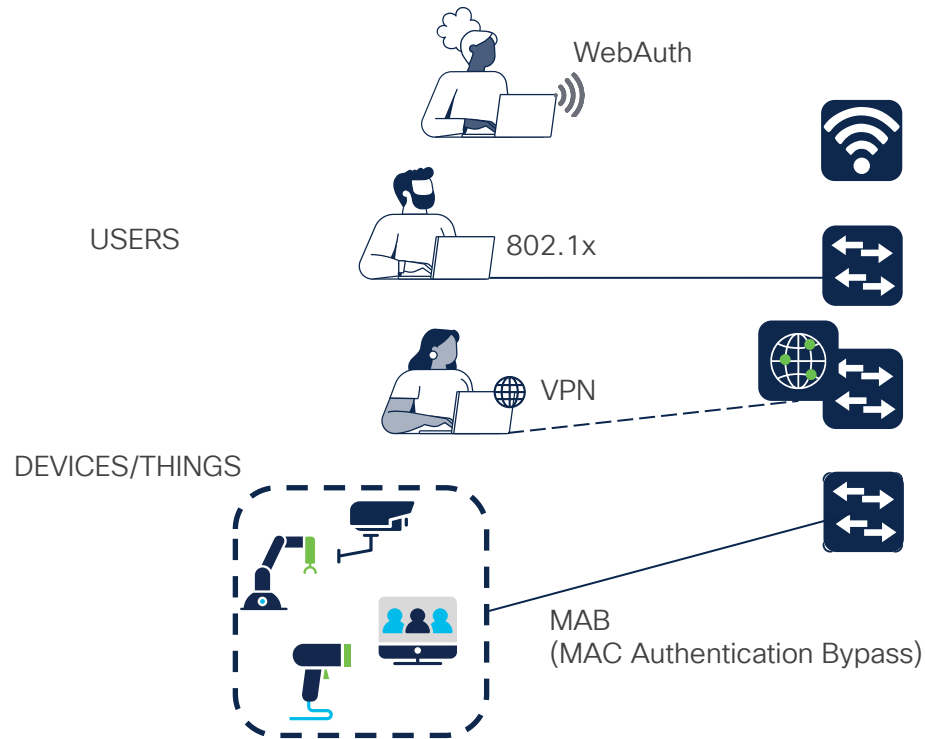 WebAuth
USERS
802.1x
VPN
DEVICES/THINGS
MAB
(MAC Authentication Bypass)